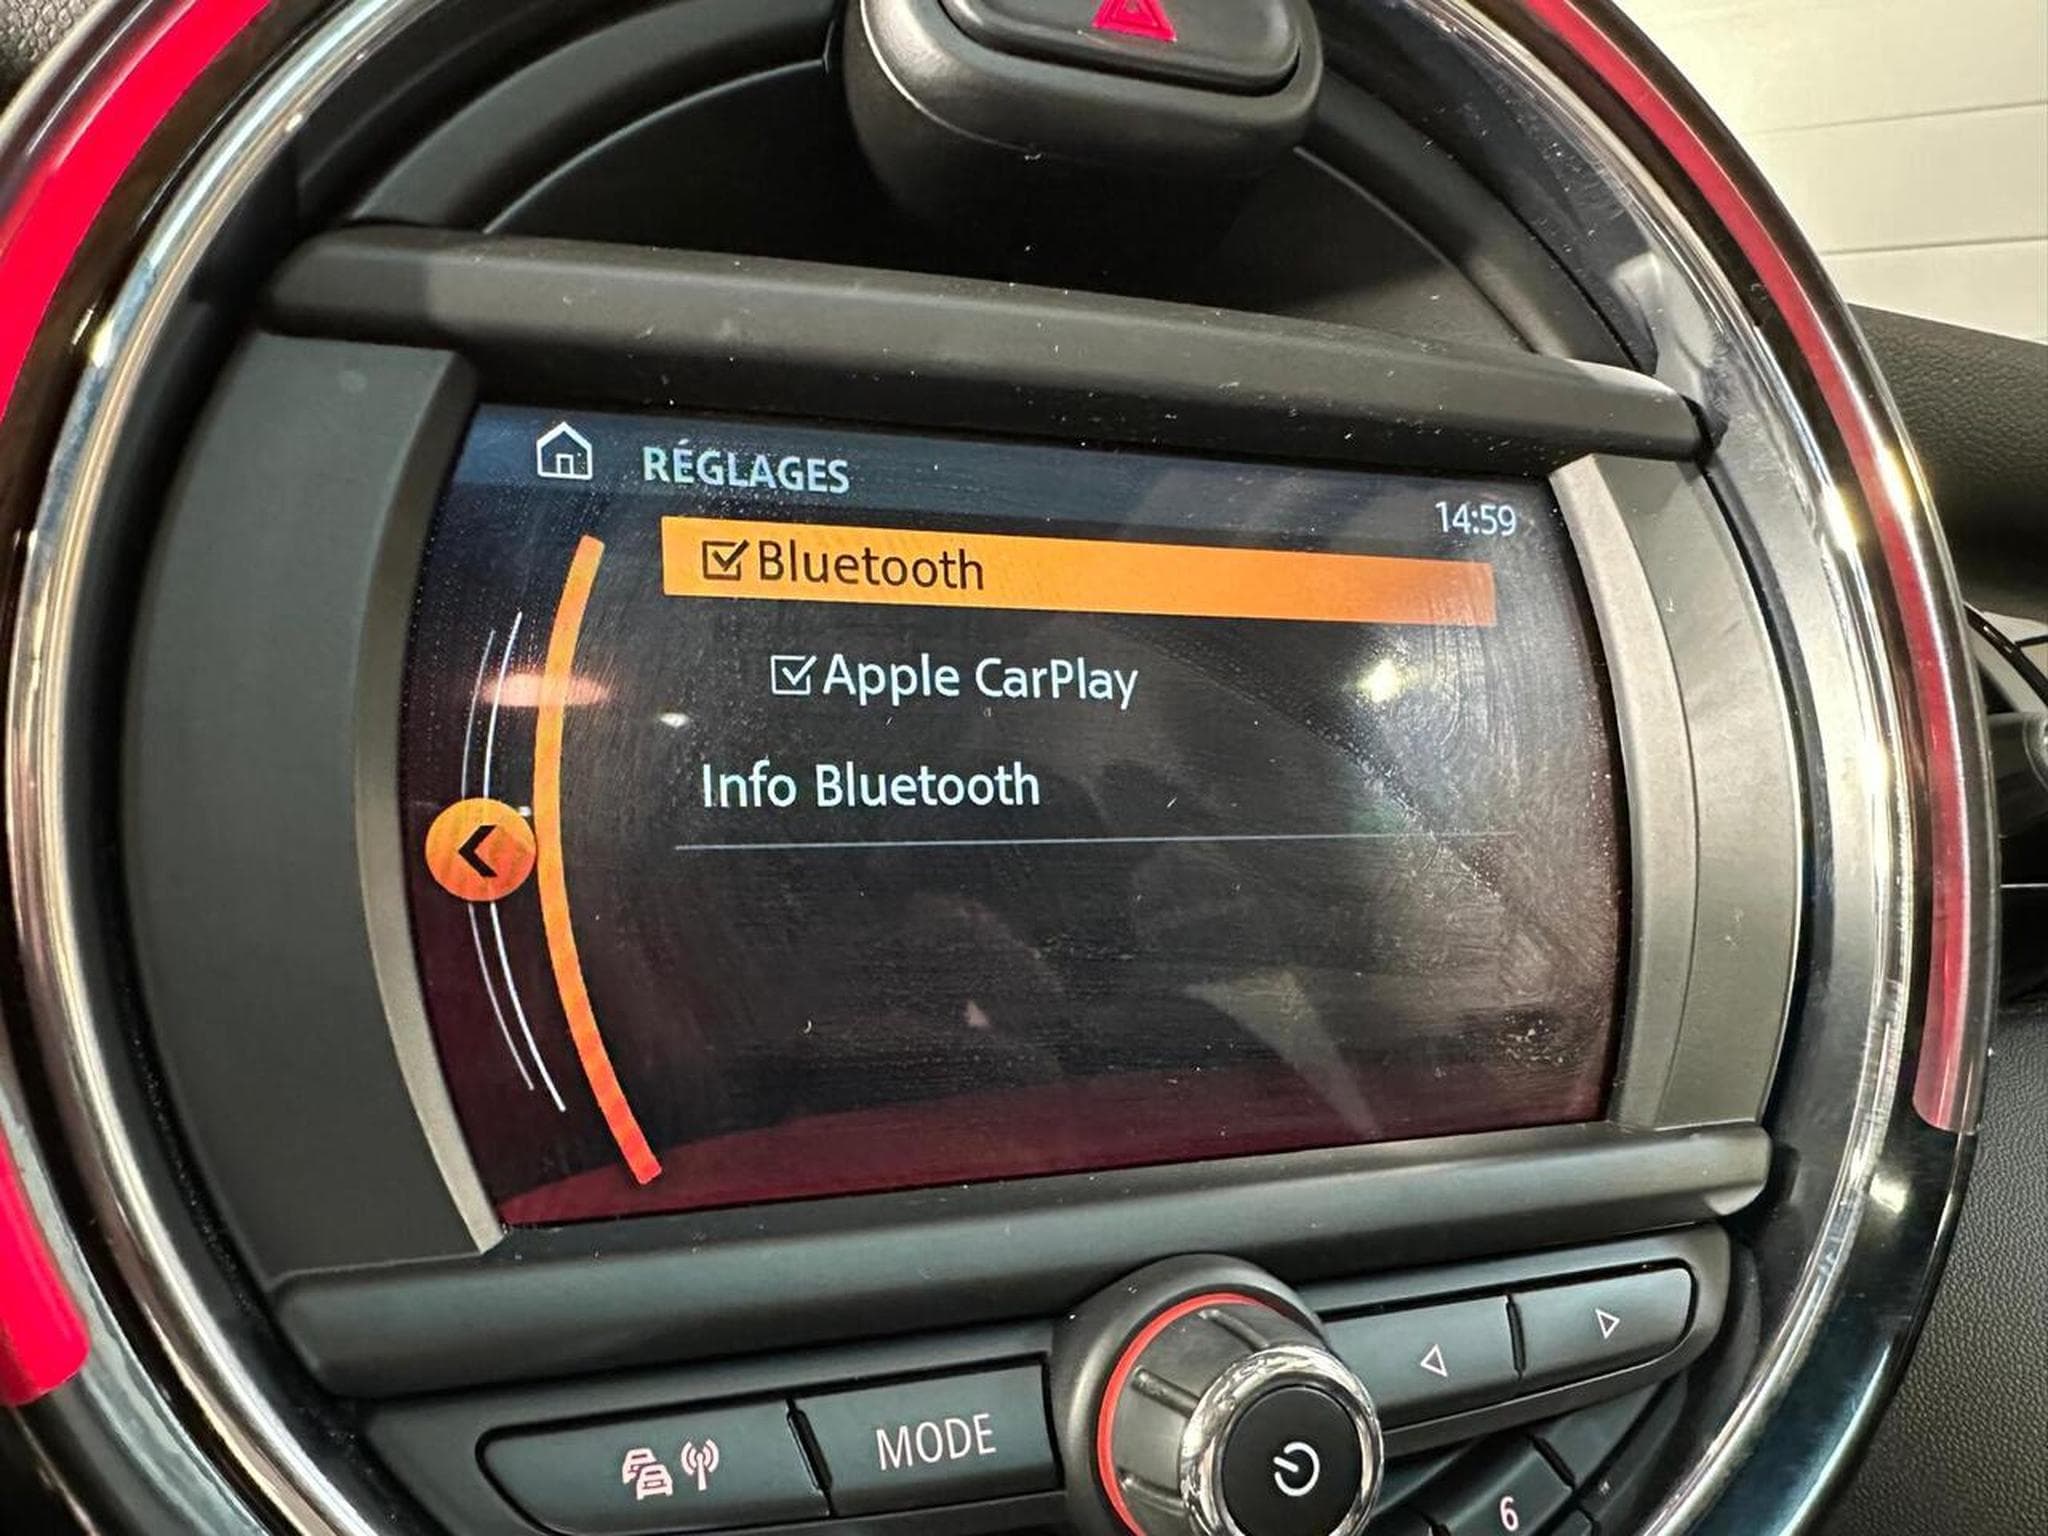 RÉGLAGES
14:59
Bluetooth
Apple CarPlay
Info Bluetooth
MODE
6